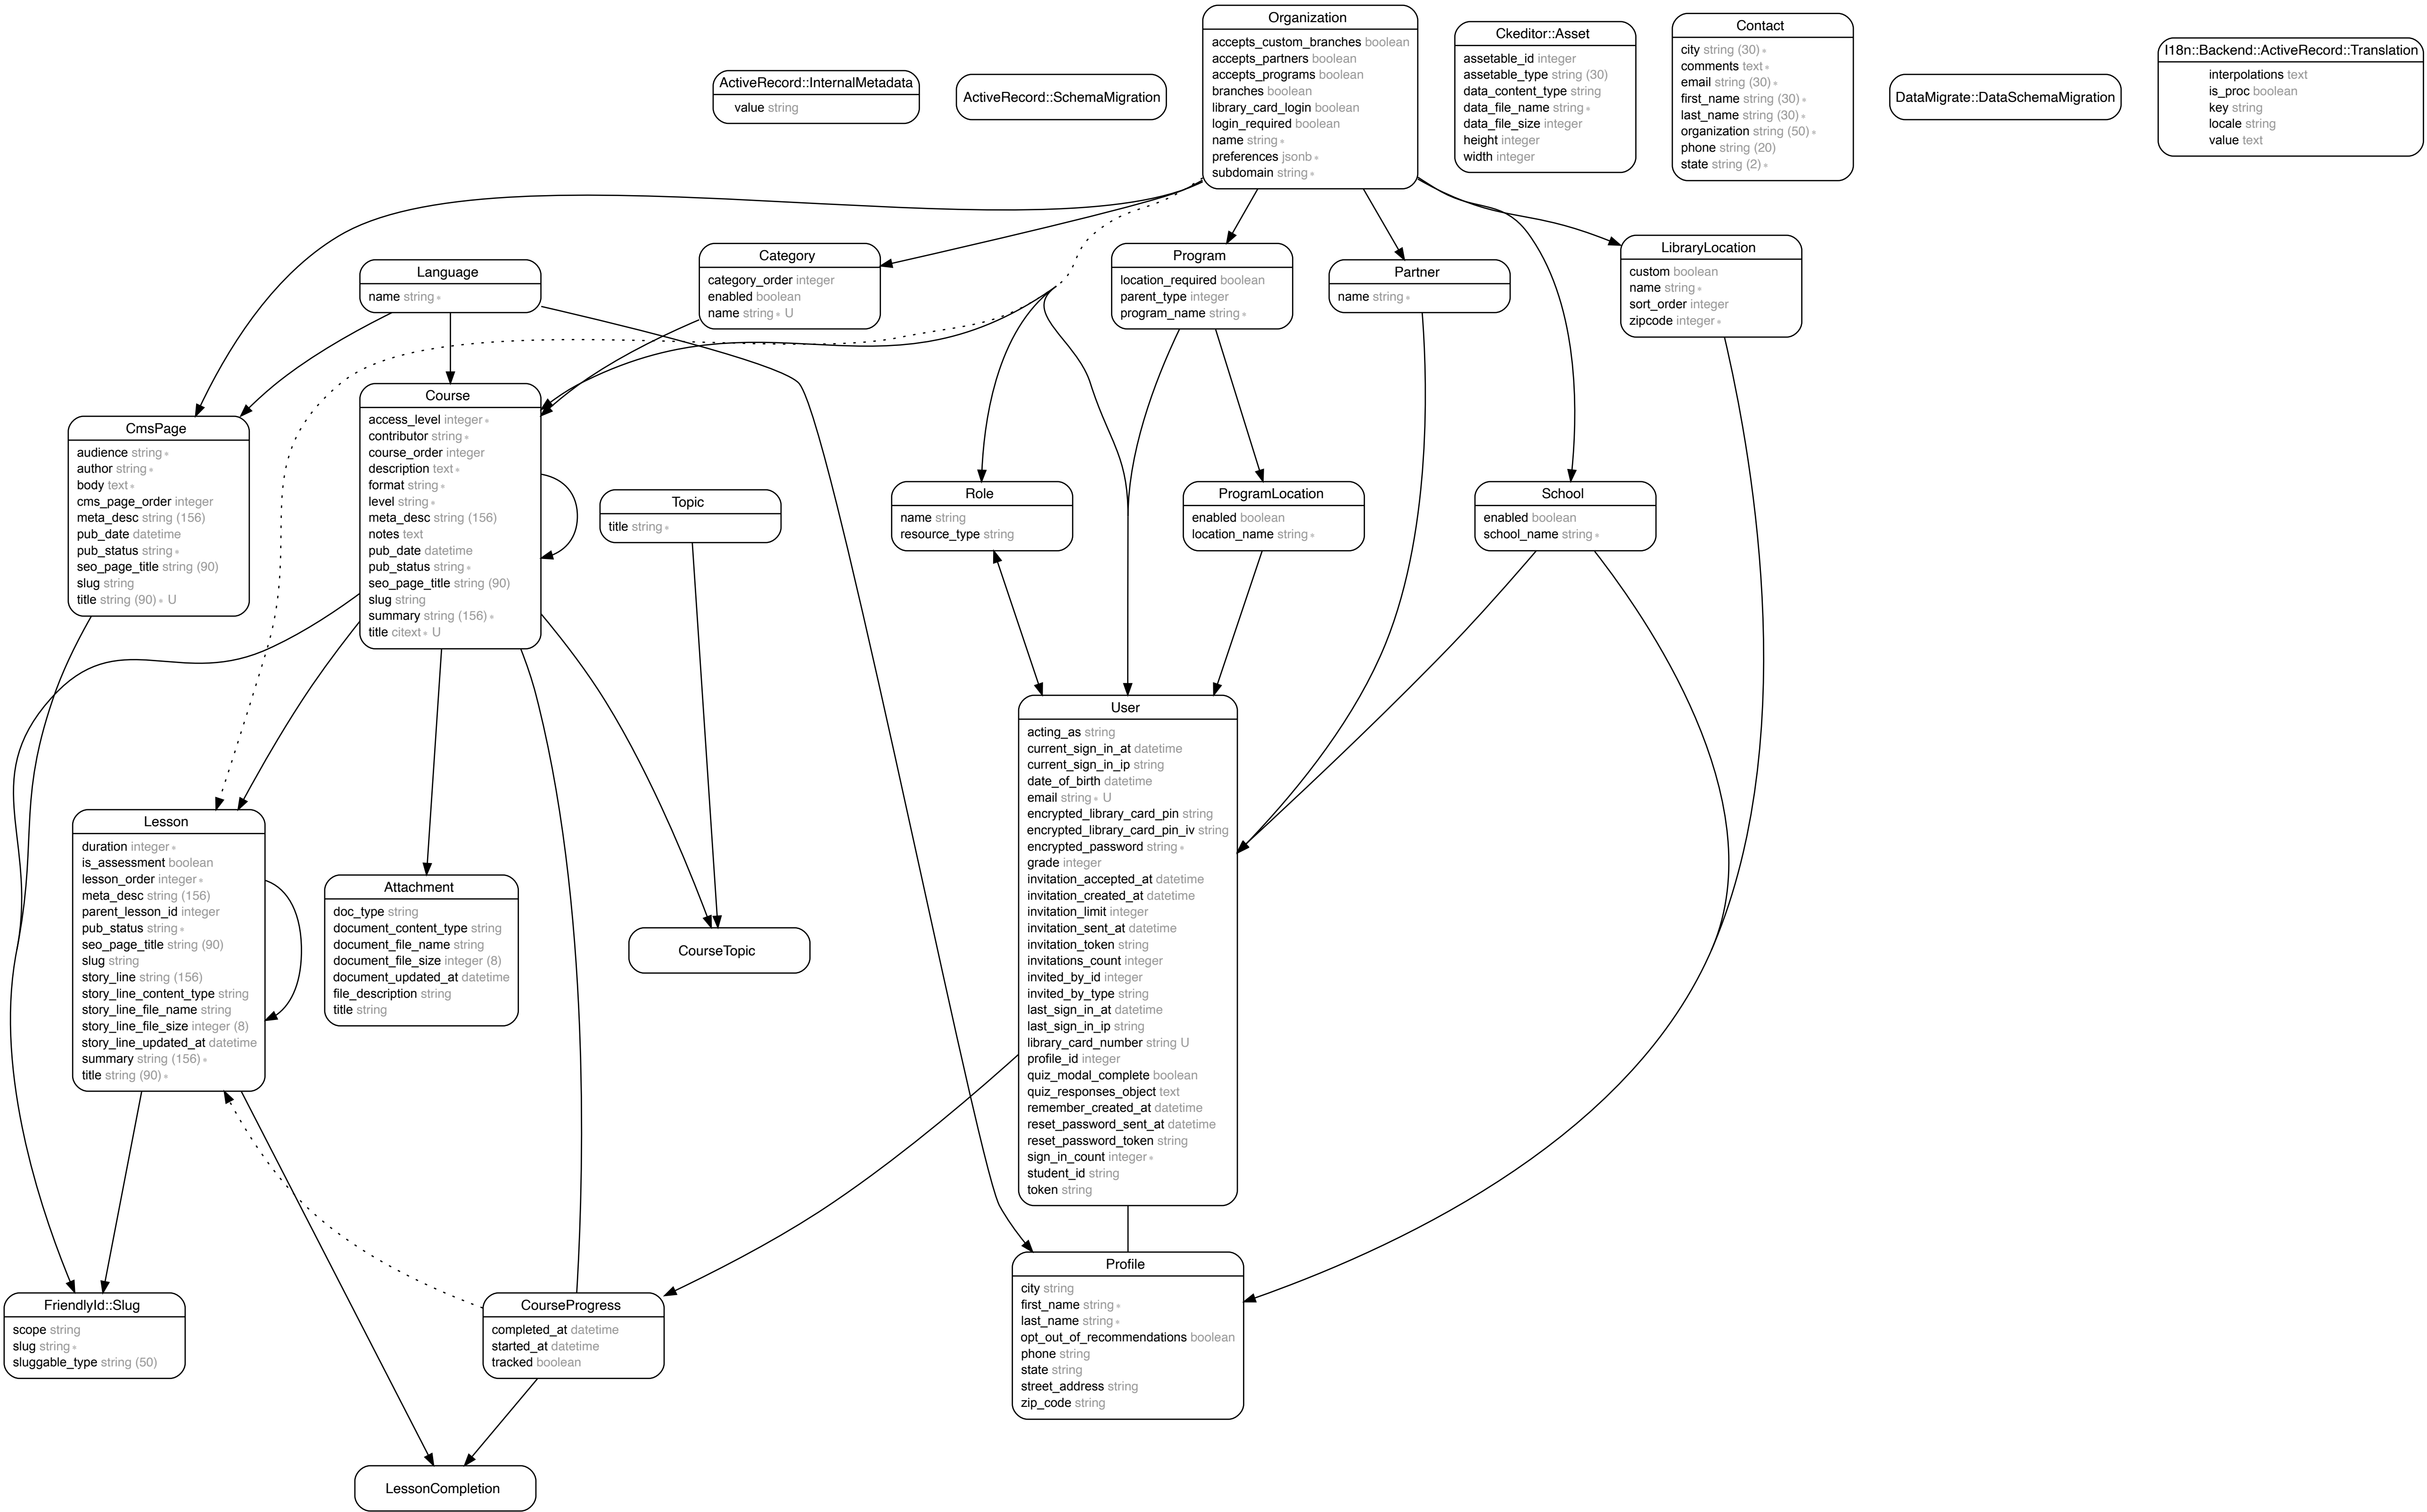 Organization
accepts_custom_branches boolean
accepts_partners boolean
accepts_programs boolean
branches boolean
library_card_login boolean
login_required boolean
name string *
preferences jsonb *
subdomain string *
Ckeditor::Asset
assetable_id integer
assetable_type string (30)
data_content_type string
data_file_name string *
data_file_size integer
height integer
width integer
Contact
city string (30) *
comments text *
email string (30) *
first_name string (30) *
last_name string (30) *
organization string (50) *
phone string (20)
state string (2) *
I18n::Backend::ActiveRecord::Translation
interpolations text
is_proc boolean
key string
locale string
value text
ActiveRecord::InternalMetadata
value string
ActiveRecord::SchemaMigration
DataMigrate::DataSchemaMigration
Language
name string *
Category
category_order integer
enabled boolean
name string * U
Program
location_required boolean
parent_type integer
program_name string *
Partner
name string *
LibraryLocation
custom boolean
name string *
sort_order integer
zipcode integer *
CmsPage
audience string *
author string *
body text *
cms_page_order integer
meta_desc string (156)
pub_date datetime
pub_status string *
seo_page_title string (90)
slug string
title string (90) * U
Course
access_level integer *
contributor string *
course_order integer
description text *
format string *
level string *
meta_desc string (156)
notes text
pub_date datetime
pub_status string *
seo_page_title string (90)
slug string
summary string (156) *
title citext * U
Topic
title string *
Role
name string
resource_type string
ProgramLocation
enabled boolean
location_name string *
School
enabled boolean
school_name string *
User
acting_as string
current_sign_in_at datetime
current_sign_in_ip string
date_of_birth datetime
email string * U
encrypted_library_card_pin string
encrypted_library_card_pin_iv string
encrypted_password string *
grade integer
invitation_accepted_at datetime
invitation_created_at datetime
invitation_limit integer
invitation_sent_at datetime
invitation_token string
invitations_count integer
invited_by_id integer
invited_by_type string
last_sign_in_at datetime
last_sign_in_ip string
library_card_number string U
profile_id integer
quiz_modal_complete boolean
quiz_responses_object text
remember_created_at datetime
reset_password_sent_at datetime
reset_password_token string
sign_in_count integer *
student_id string
token string
Lesson
duration integer *
is_assessment boolean
lesson_order integer *
meta_desc string (156)
parent_lesson_id integer
pub_status string *
seo_page_title string (90)
slug string
story_line string (156)
story_line_content_type string
story_line_file_name string
story_line_file_size integer (8)
story_line_updated_at datetime
summary string (156) *
title string (90) *
Attachment
doc_type string
document_content_type string
document_file_name string
document_file_size integer (8)
document_updated_at datetime
file_description string
title string
CourseTopic
FriendlyId::Slug
scope string
slug string *
sluggable_type string (50)
CourseProgress
completed_at datetime
started_at datetime
tracked boolean
Profile
city string
first_name string *
last_name string *
opt_out_of_recommendations boolean
phone string
state string
street_address string
zip_code string
LessonCompletion